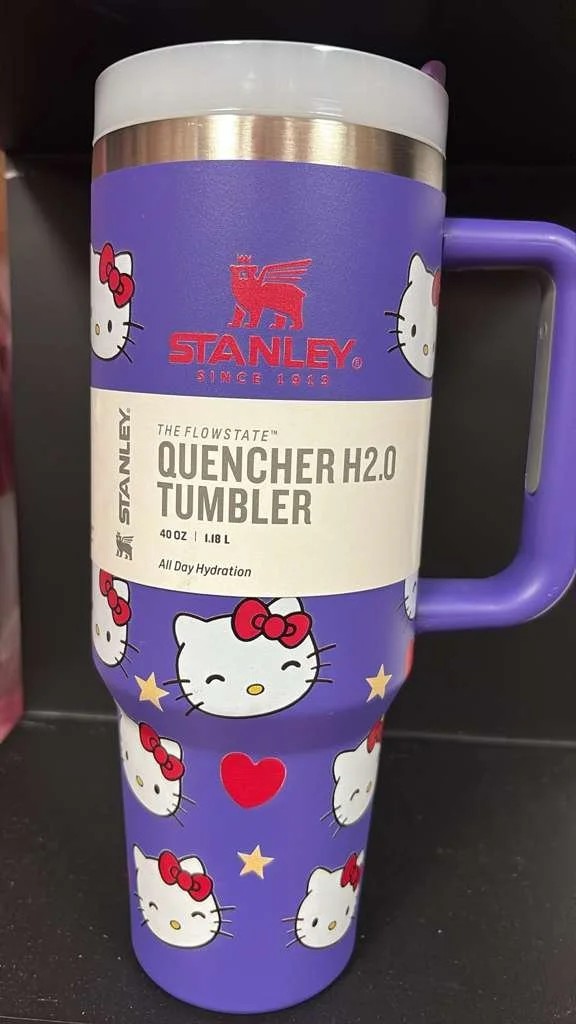 STANLEY®
SINCE 1913
STANLEY®
THE FLOWSTATE™
QUENCHER H2.0
TUMBLER
40 OZ | 1.18 L
All Day Hydration